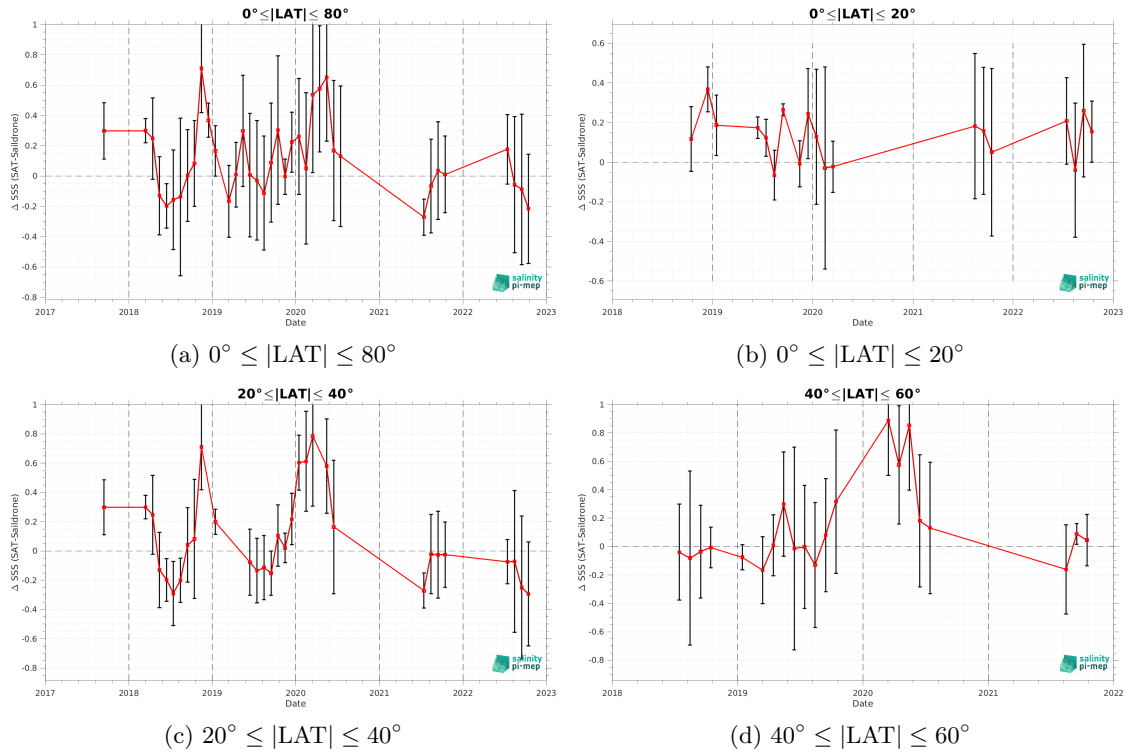 0°≤|LAT|≤ 80°
Δ SSS (SAT-Saildrone)
1
0.8
0.6
0.4
0.2
0
-0.2
-0.4
-0.6
-0.8
2017 2018 2019 2020 2021 2022 2023
Date
salinity
pi-mep
(a) 0° ≤ |LAT| ≤ 80°
0°≤|LAT|≤ 20°
Δ SSS (SAT-Saildrone)
0.6
0.4
0.2
0
-0.2
-0.4
-0.6
2018 2019 2020 2021 2022 2023
Date
salinity
pi-mep
(b) 0° ≤ |LAT| ≤ 20°
20°≤|LAT|≤ 40°
Δ SSS (SAT-Saildrone)
1
0.8
0.6
0.4
0.2
0
-0.2
-0.4
-0.6
-0.8
2017 2018 2019 2020 2021 2022 2023
Date
salinity
pi-mep
(c) 20° ≤ |LAT| ≤ 40°
40°≤|LAT|≤ 60°
Δ SSS (SAT-Saildrone)
1
0.8
0.6
0.4
0.2
0
-0.2
-0.4
-0.6
-0.8
2018 2019 2020 2021 2022
Date
salinity
pi-mep
(d) 40° ≤ |LAT| ≤ 60°